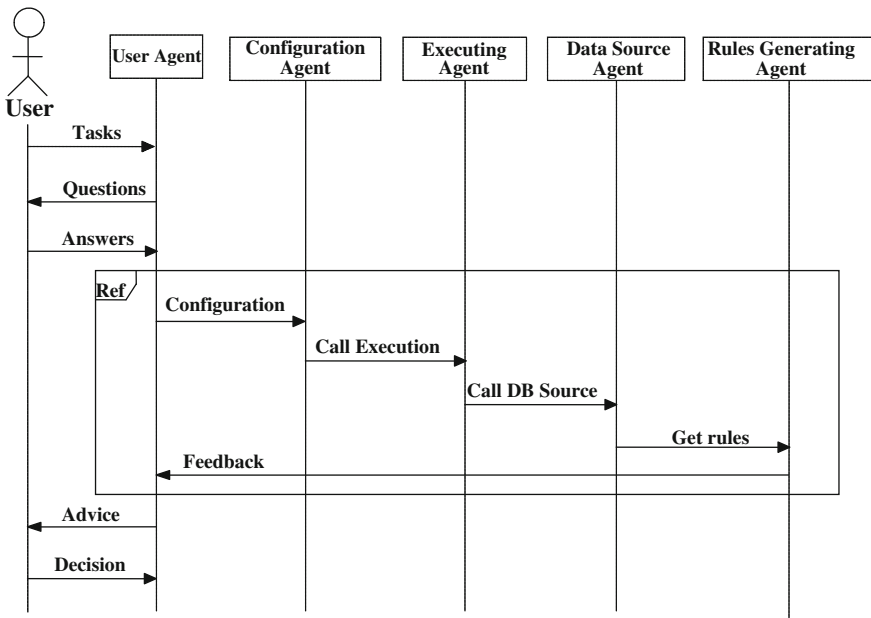 User Agent
Configuration
Agent
Executing
Agent
Data Source
Agent
Rules Generating
Agent
User
Tasks
Questions
Answers
Ref
Configuration
Call Execution
Call DB Source
Get rules
Feedback
Advice
Decision